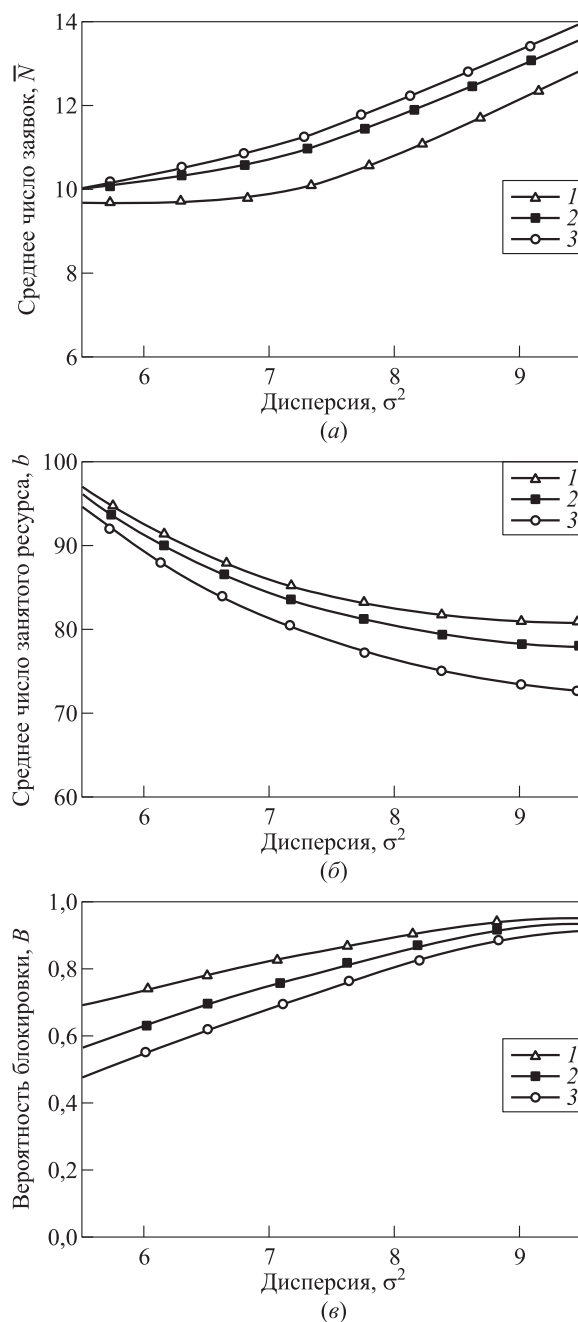 14
12
10
8
6
Среднее число заявок, N̅
1
2
3
6 7 8 9
Дисперсия, σ²
(а)
100
90
80
70
60
Среднее число занятого ресурса, b
1
2
3
6 7 8 9
Дисперсия, σ²
(б)
1,0
0,8
0,6
0,4
0,2
0,0
Вероятность блокировки, B
1
2
3
6 7 8 9
Дисперсия, σ²
(в)